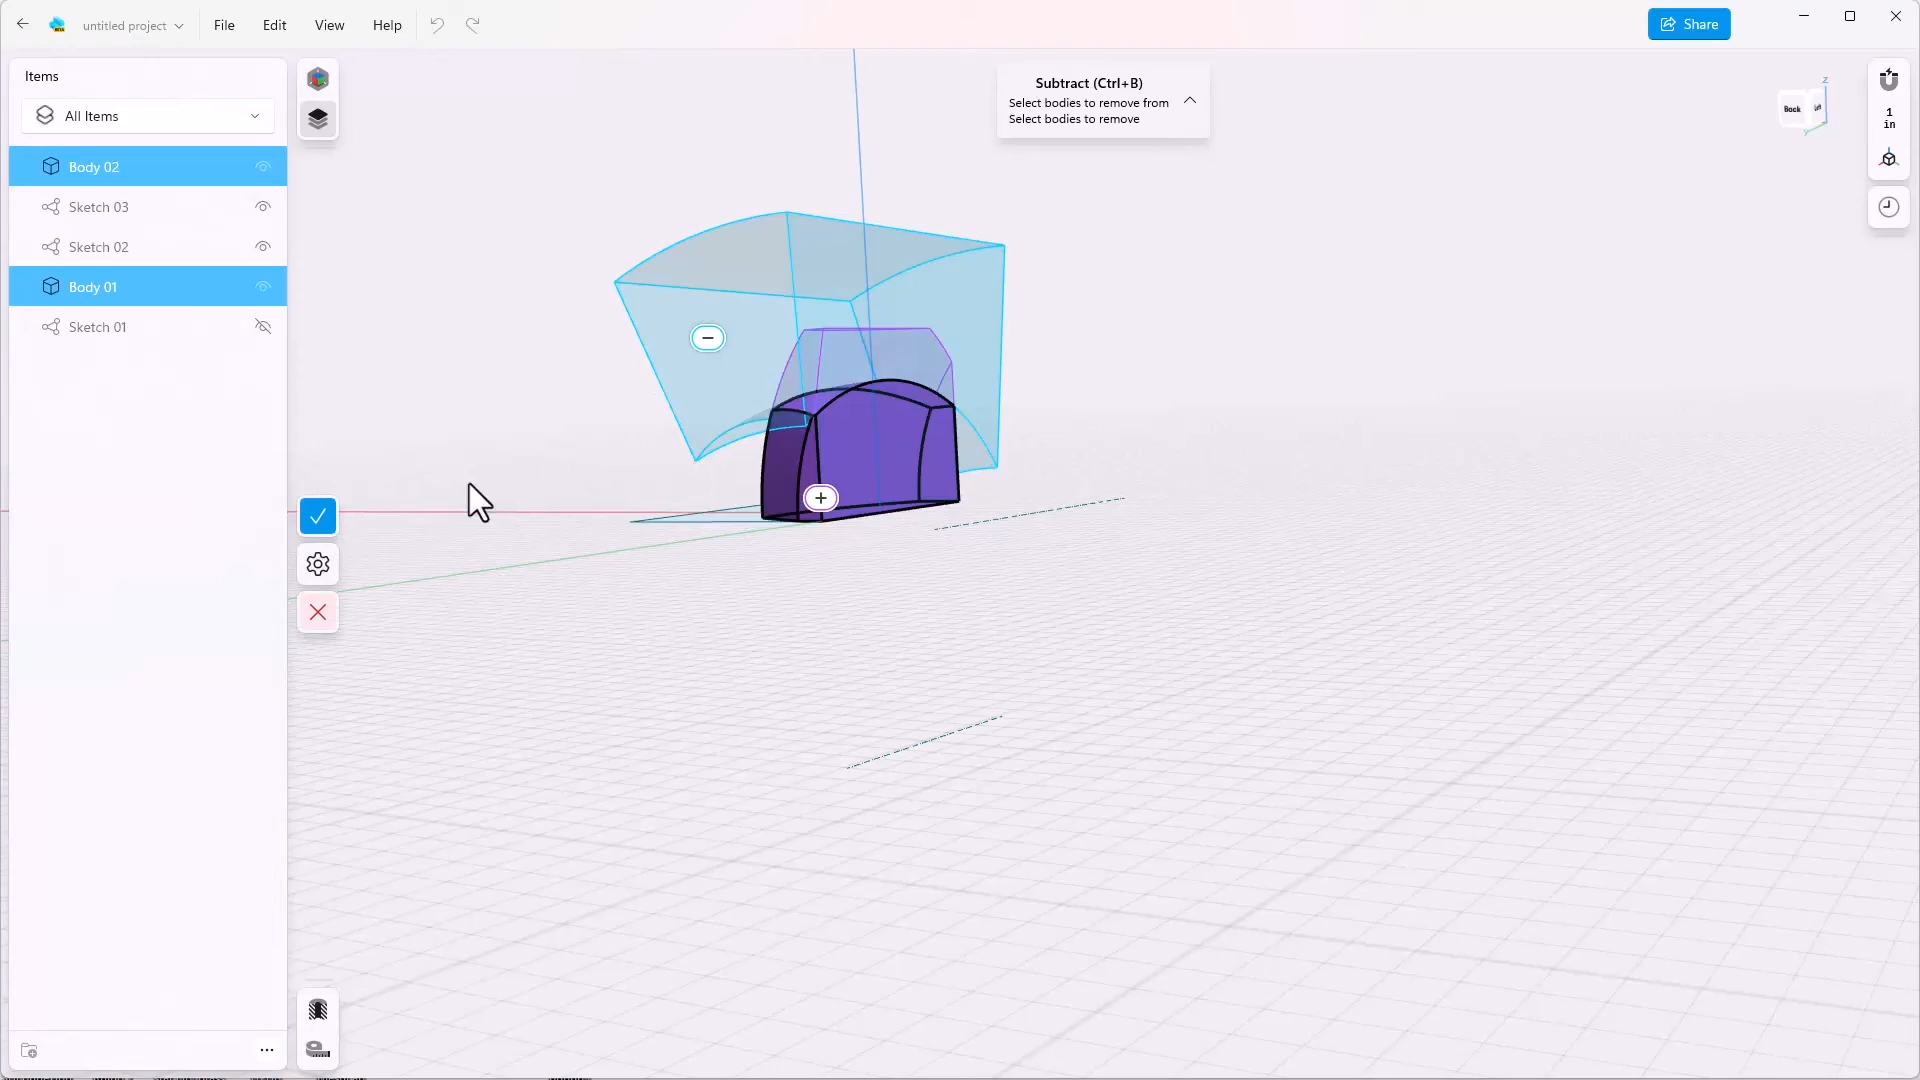 untitled project
File
Edit
View
Help
Share
Items
All Items
Body 02
Sketch 03
Sketch 02
Body 01
Sketch 01
Subtract (Ctrl+B)
Select bodies to remove from
Select bodies to remove
Z
Back
Left
Y
1
in